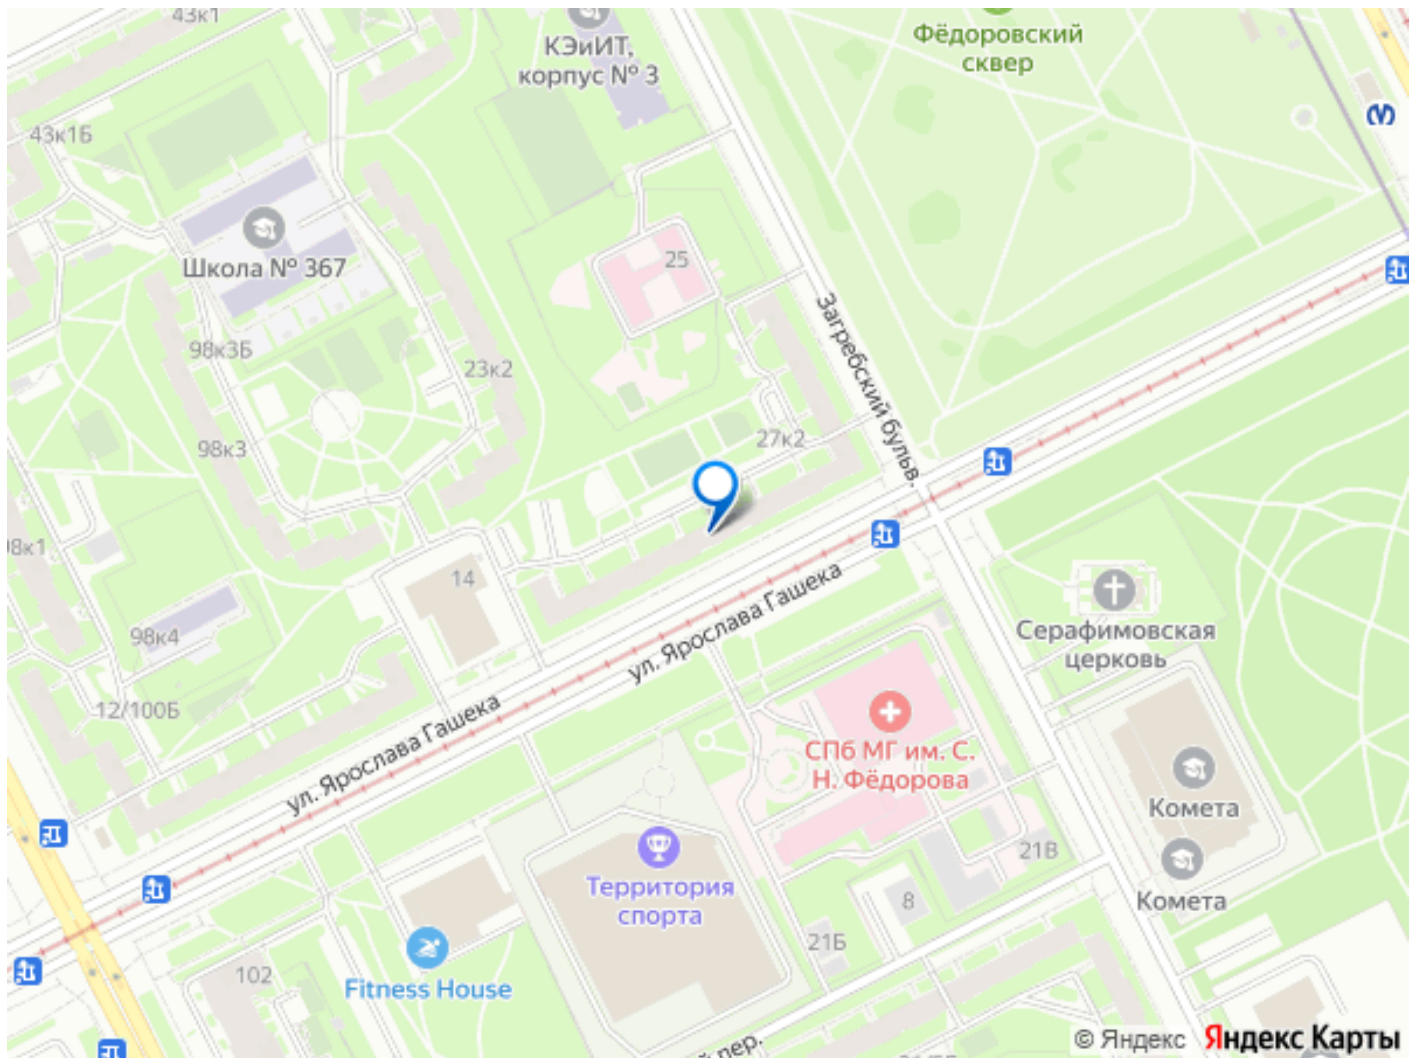 43к1
КЭиИТ,
корпус № 3
Фёдоровский
сквер
43к1Б
Школа № 367
25
Загребский бульв.
98к3Б
23к2
98к3
27к2
98к1
14
98к4
12/100Б
ул. Ярослава Гашека
ул. Ярослава Гашека
Серафимовская
церковь
СПб МГ им. С.
Н. Фёдорова
Комета
Комета
21В
8
21Б
Территория
спорта
Fitness House
102
пер.
© Яндекс Яндекс Карты